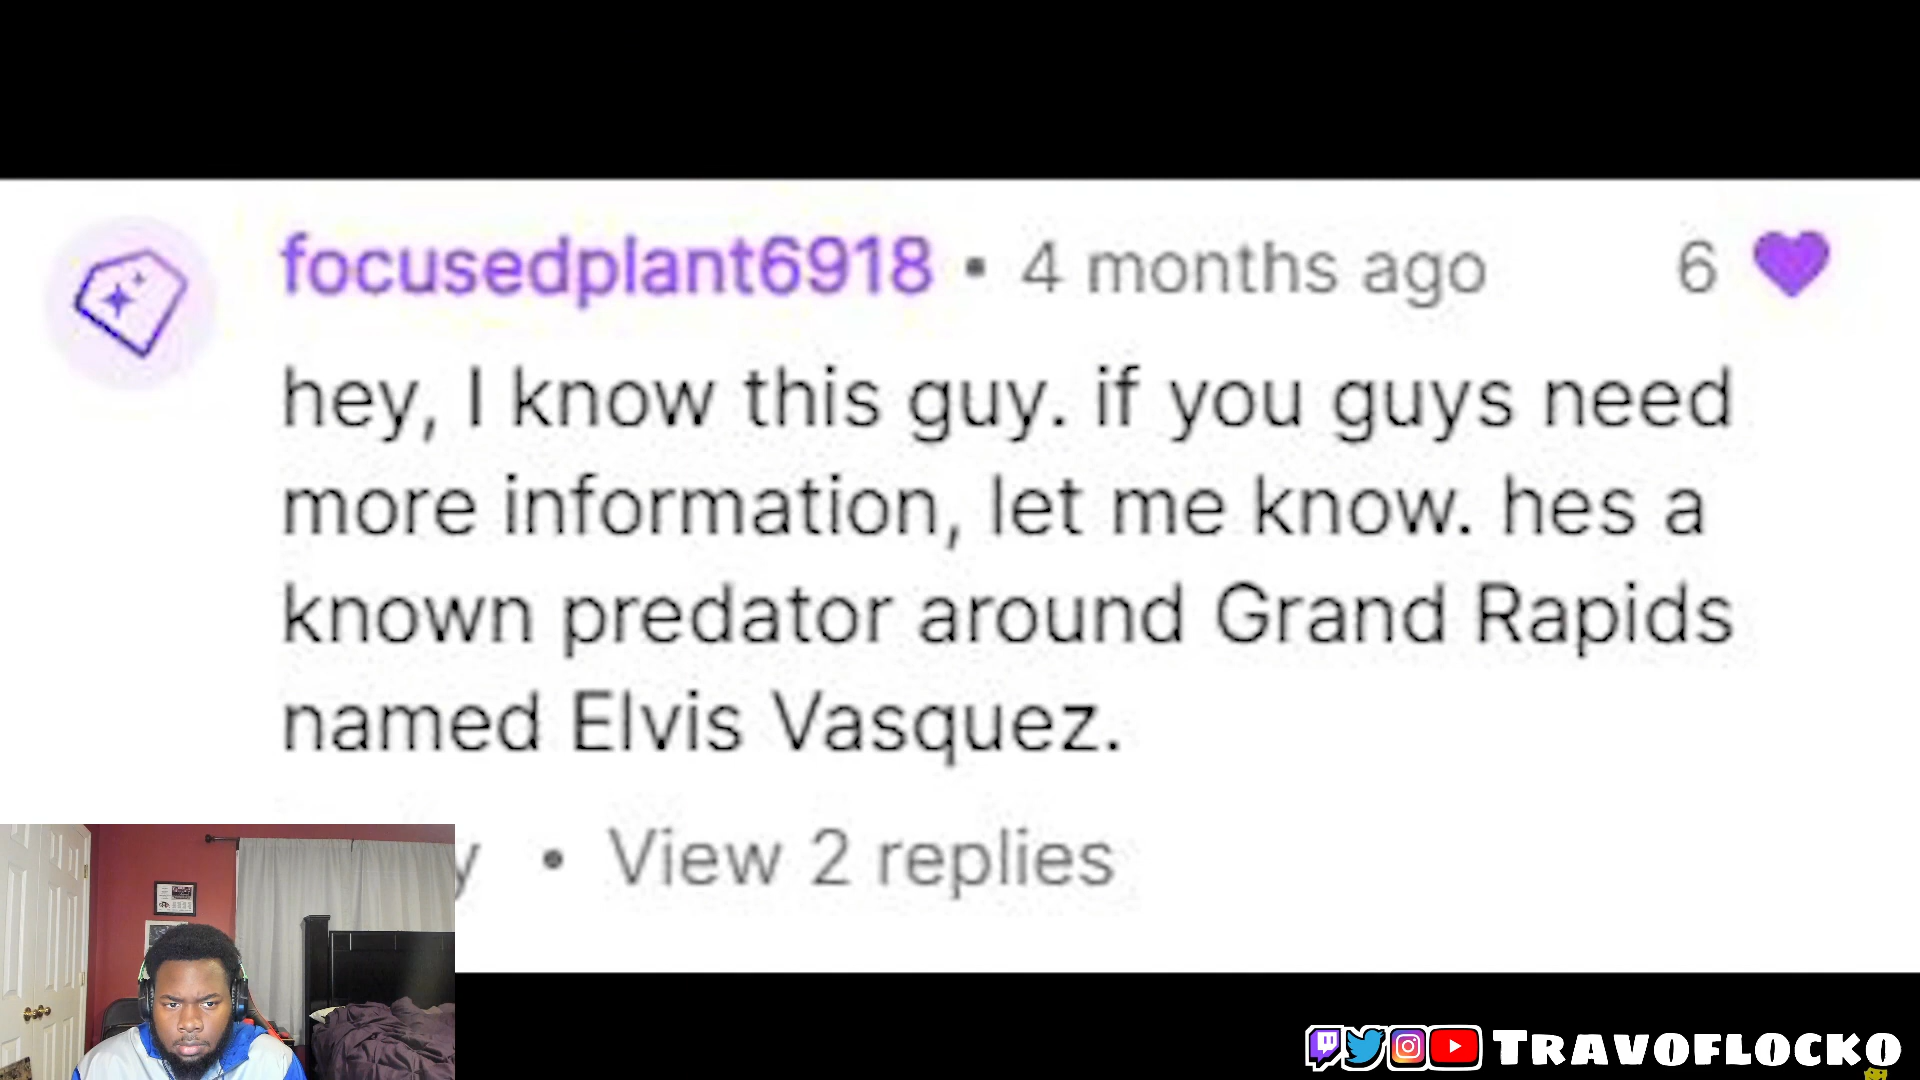 focusedplant6918 • 4 months ago 6
hey, I know this guy. if you guys need
more information, let me know. hes a
known predator around Grand Rapids
named Elvis Vasquez.
y • View 2 replies
TRAVOFLOCKO